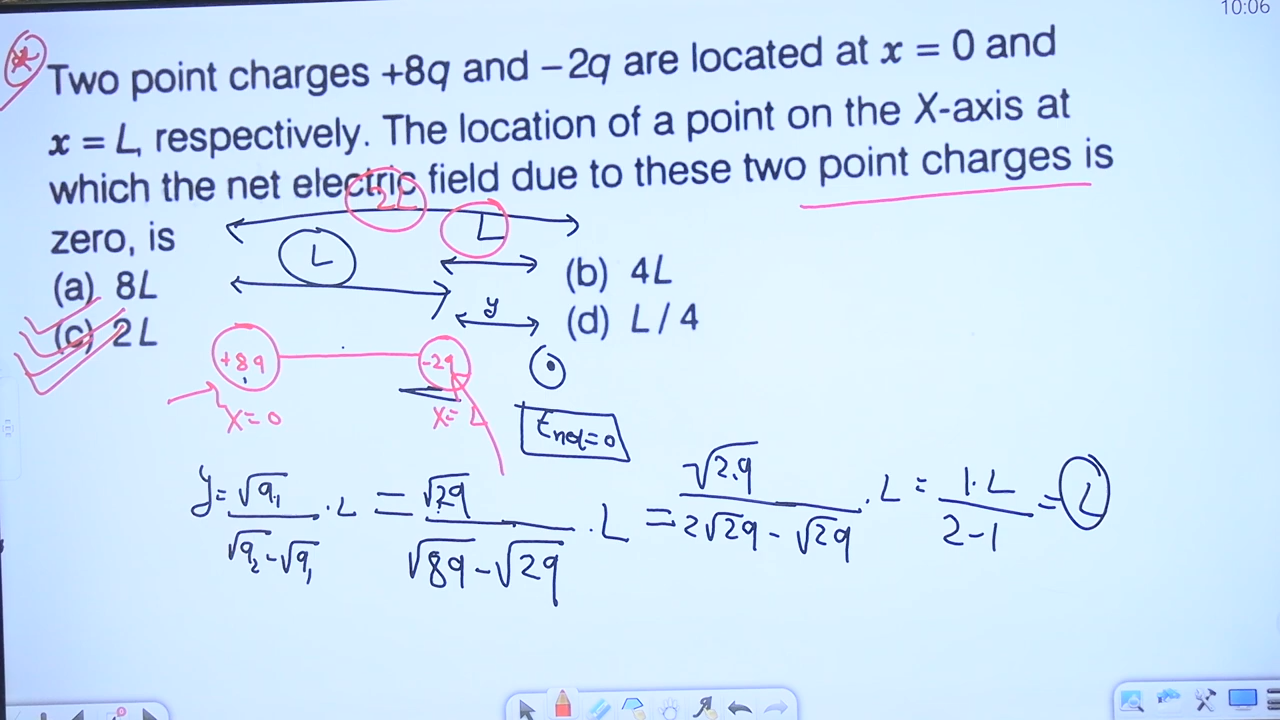 10:06
Two point charges +8q and −2q are located at x = 0 and
x = L, respectively. The location of a point on the X-axis at
which the net electric field due to these two point charges is
zero, is
2L
L
L
(a) 8L
(b) 4L
y
(c) 2L
(d) L / 4
+8q
-2q
x=0
x= L
Enet=0
y= √q₁/(√q₂-√q₁) · L = √2q/(√8q-√2q) · L = √2q/(2√2q - √2q) · L = 1·L/(2-1) = L